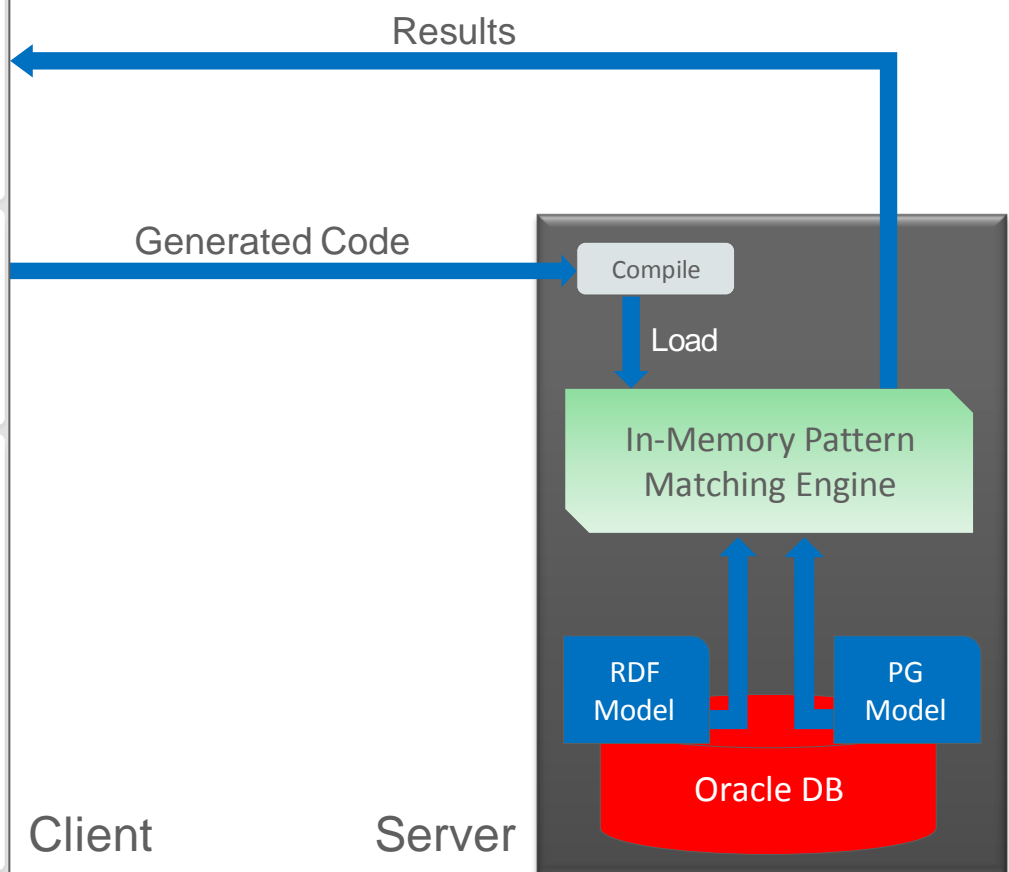 Results
Generated Code
Compile
Load
In-Memory Pattern
Matching Engine
RDF
Model
PG
Model
Oracle DB
Client
Server